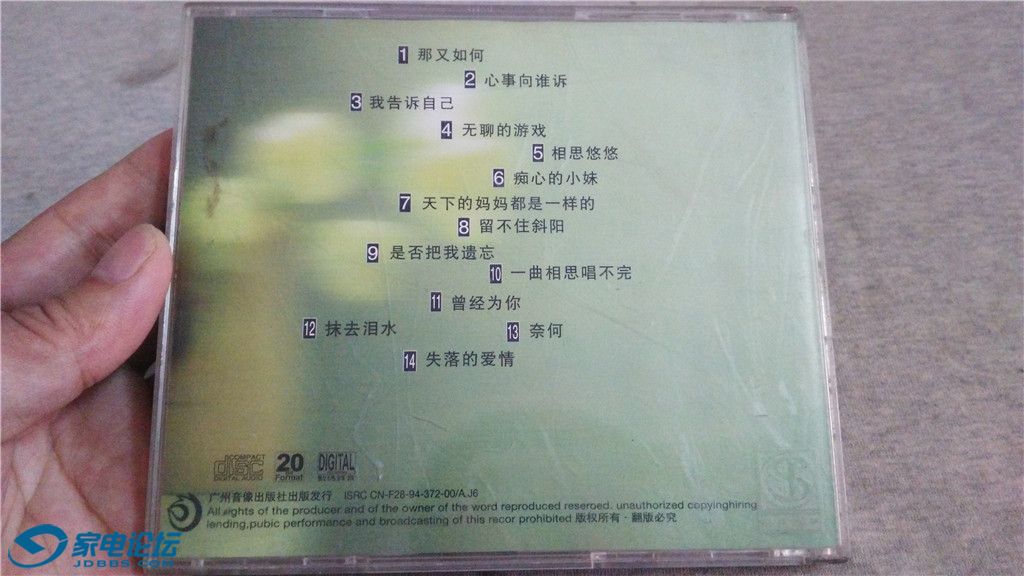 1 那又如何
2 心事向谁诉
3 我告诉自己
4 无聊的游戏
5 相思悠悠
6 痴心的小妹
7 天下的妈妈都是一样的
8 留不住斜阳
9 是否把我遗忘
10 一曲相思唱不完
11 曾经为你
12 抹去泪水
13 奈何
14 失落的爱情
COMPACT
disc
DIGITAL AUDIO
20
Format
DIGITAL
广州音像出版社出版发行 ISRC CN-F28-94-372-00/A.J6
All rights of the producer and of the owner of the word reproduced reseroed. unauthorized copyinghiring
lending,pubic performance and broadcasting of this recor prohibited 版权所有·翻版必究
家电论坛
JDBBS.COM